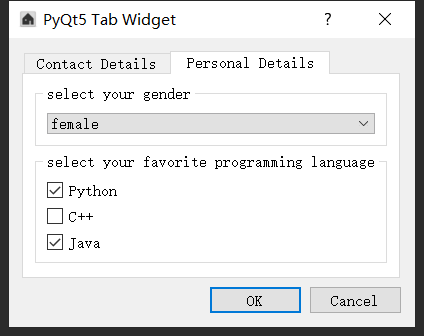 PyQt5 Tab Widget
Contact Details
Personal Details
select your gender
female
select your favorite programming language
Python
C++
Java
OK
Cancel